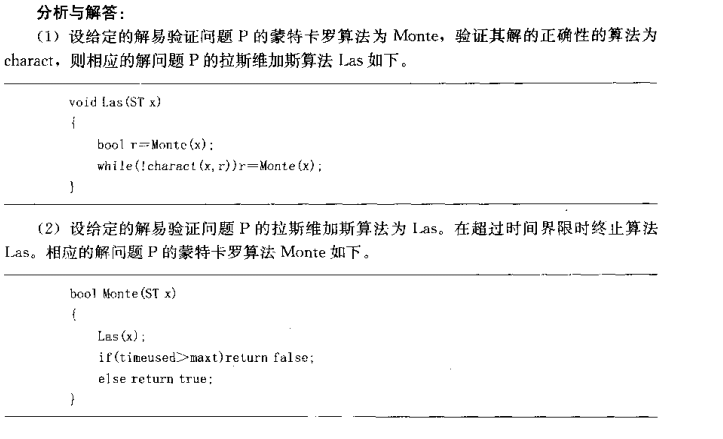 分析与解答：
（1）设给定的解易验证问题 P 的蒙特卡罗算法为 Monte，验证其解的正确性的算法为
charact，则相应的解问题 P 的拉斯维加斯算法 Las 如下。
void Las(ST x)
{
bool r=Monte(x);
while(!charact(x,r))r=Monte(x);
}
（2）设给定的解易验证问题 P 的拉斯维加斯算法为 Las。在超过时间界限时终止算法
Las。相应的解问题 P 的蒙特卡罗算法 Monte 如下。
bool Monte(ST x)
{
Las(x);
if(timeused>maxt)return false;
else return true;
}